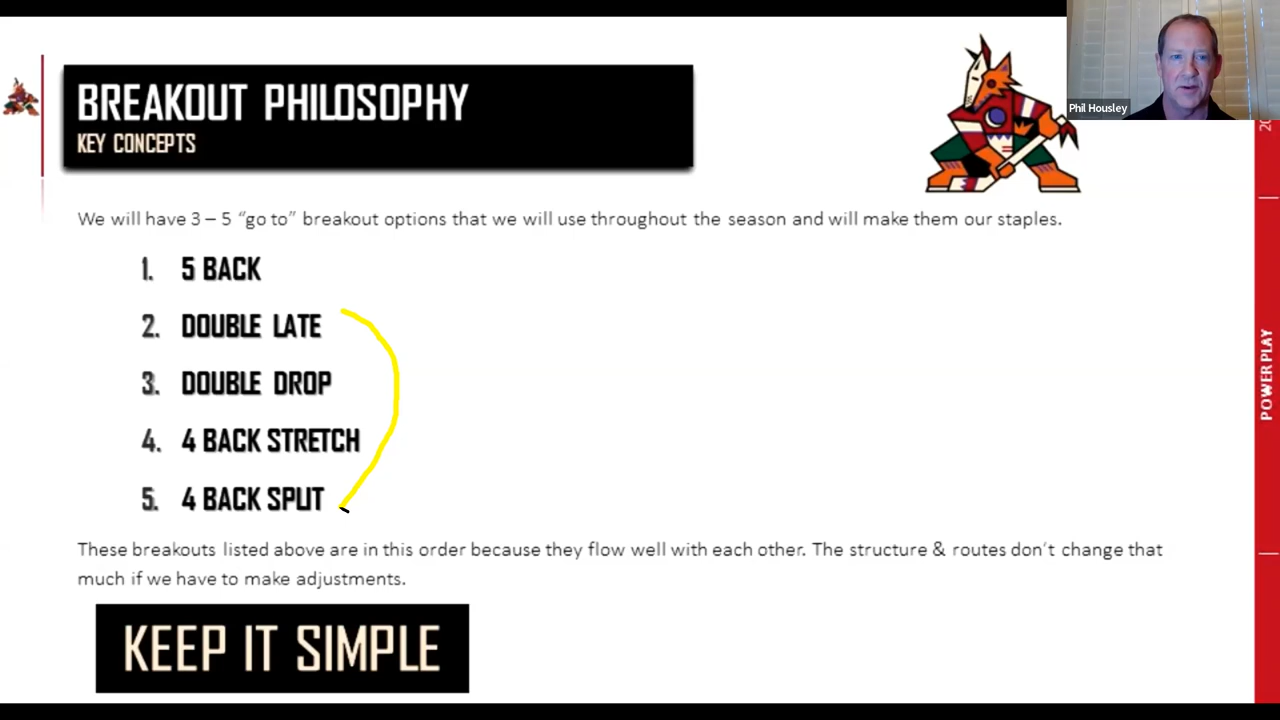 BREAKOUT PHILOSOPHY
KEY CONCEPTS
Phil Housley
We will have 3 – 5 “go to” breakout options that we will use throughout the season and will make them our staples.
1. 5 BACK
2. DOUBLE LATE
3. DOUBLE DROP
4. 4 BACK STRETCH
5. 4 BACK SPLIT
These breakouts listed above are in this order because they flow well with each other. The structure & routes don’t change that
much if we have to make adjustments.
KEEP IT SIMPLE
POWER PLAY